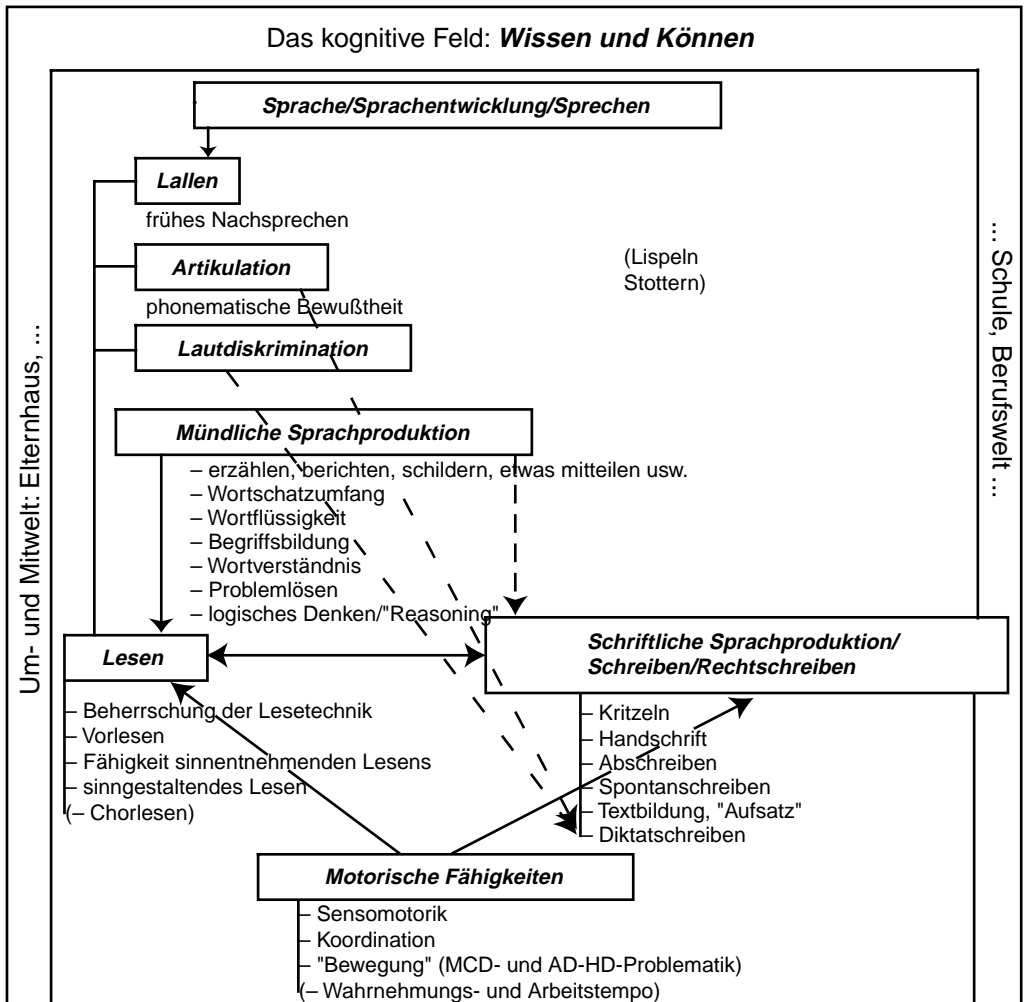 Das kognitive Feld: Wissen und Können
Um- und Mitwelt: Elternhaus, ...
... Schule, Berufswelt ...
Sprache/Sprachentwicklung/Sprechen
Lallen
frühes Nachsprechen
Artikulation
(Lispeln
Stottern)
phonematische Bewußtheit
Lautdiskrimination
Mündliche Sprachproduktion
– erzählen, berichten, schildern, etwas mitteilen usw.
– Wortschatzumfang
– Wortflüssigkeit
– Begriffsbildung
– Wortverständnis
– Problemlösen
– logisches Denken/"Reasoning"
Lesen
– Beherrschung der Lesetechnik
– Vorlesen
– Fähigkeit sinnentnehmenden Lesens
– sinngestaltendes Lesen
(– Chorlesen)
Schriftliche Sprachproduktion/
Schreiben/Rechtschreiben
– Kritzeln
– Handschrift
– Abschreiben
– Spontanschreiben
– Textbildung, "Aufsatz"
– Diktatschreiben
Motorische Fähigkeiten
– Sensomotorik
– Koordination
– "Bewegung" (MCD- und AD-HD-Problematik)
(– Wahrnehmungs- und Arbeitstempo)